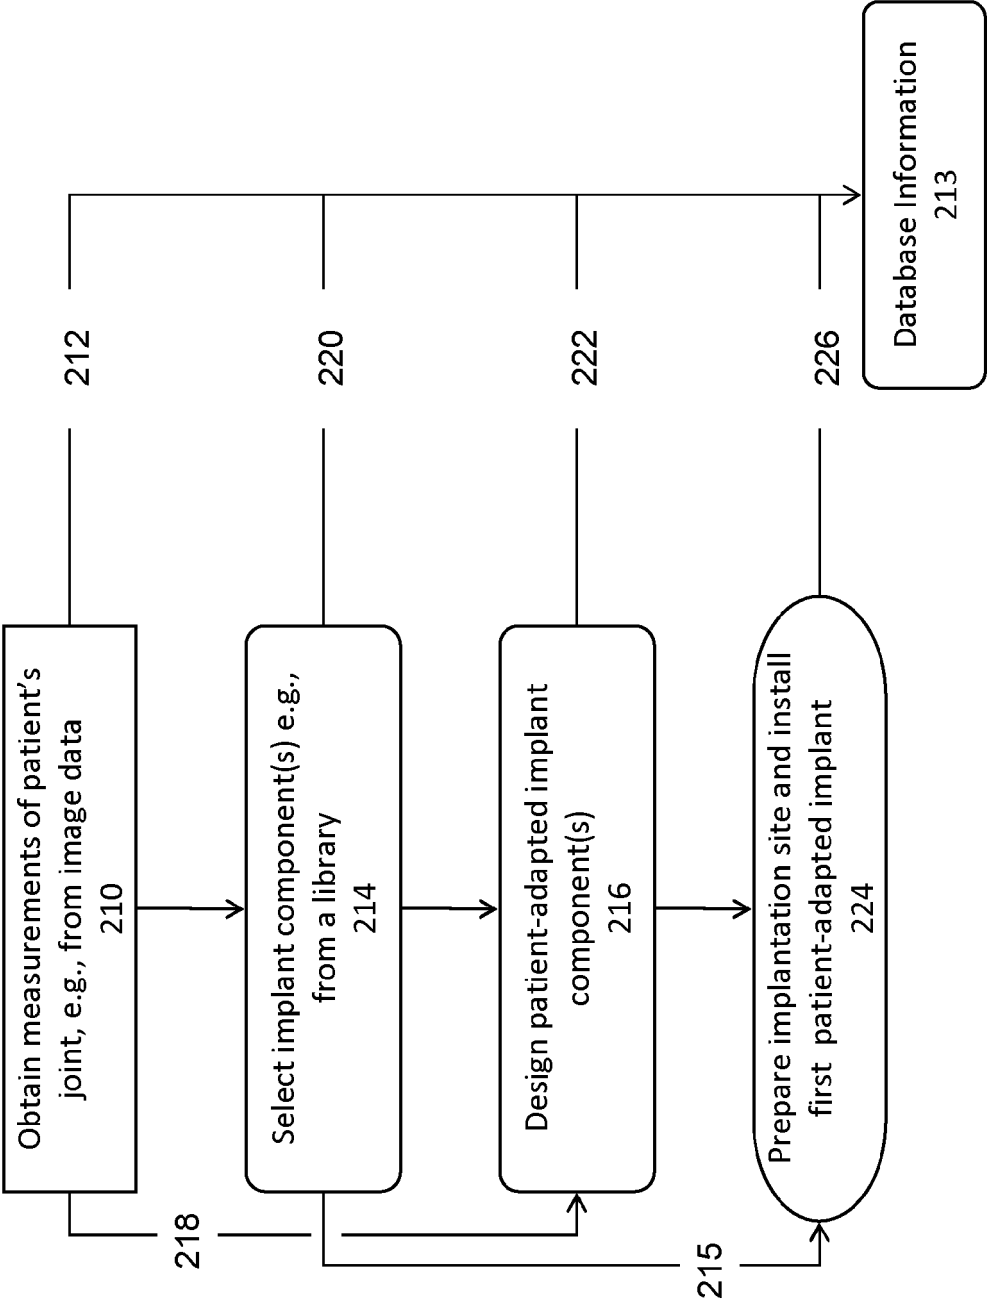 Obtain measurements of patient's
joint, e.g., from image data
210
212
218
Select implant component(s) e.g.,
from a library
214
220
Design patient-adapted implant
component(s)
216
222
215
Prepare implantation site and install
first patient-adapted implant
224
226
Database Information
213